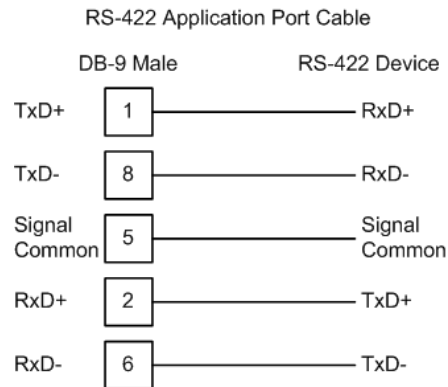 RS-422 Application Port Cable
DB-9 Male RS-422 Device
TxD+ 1 RxD+
TxD- 8 RxD-
Signal Signal
Common 5 Common
RxD+ 2 TxD+
RxD- 6 TxD-